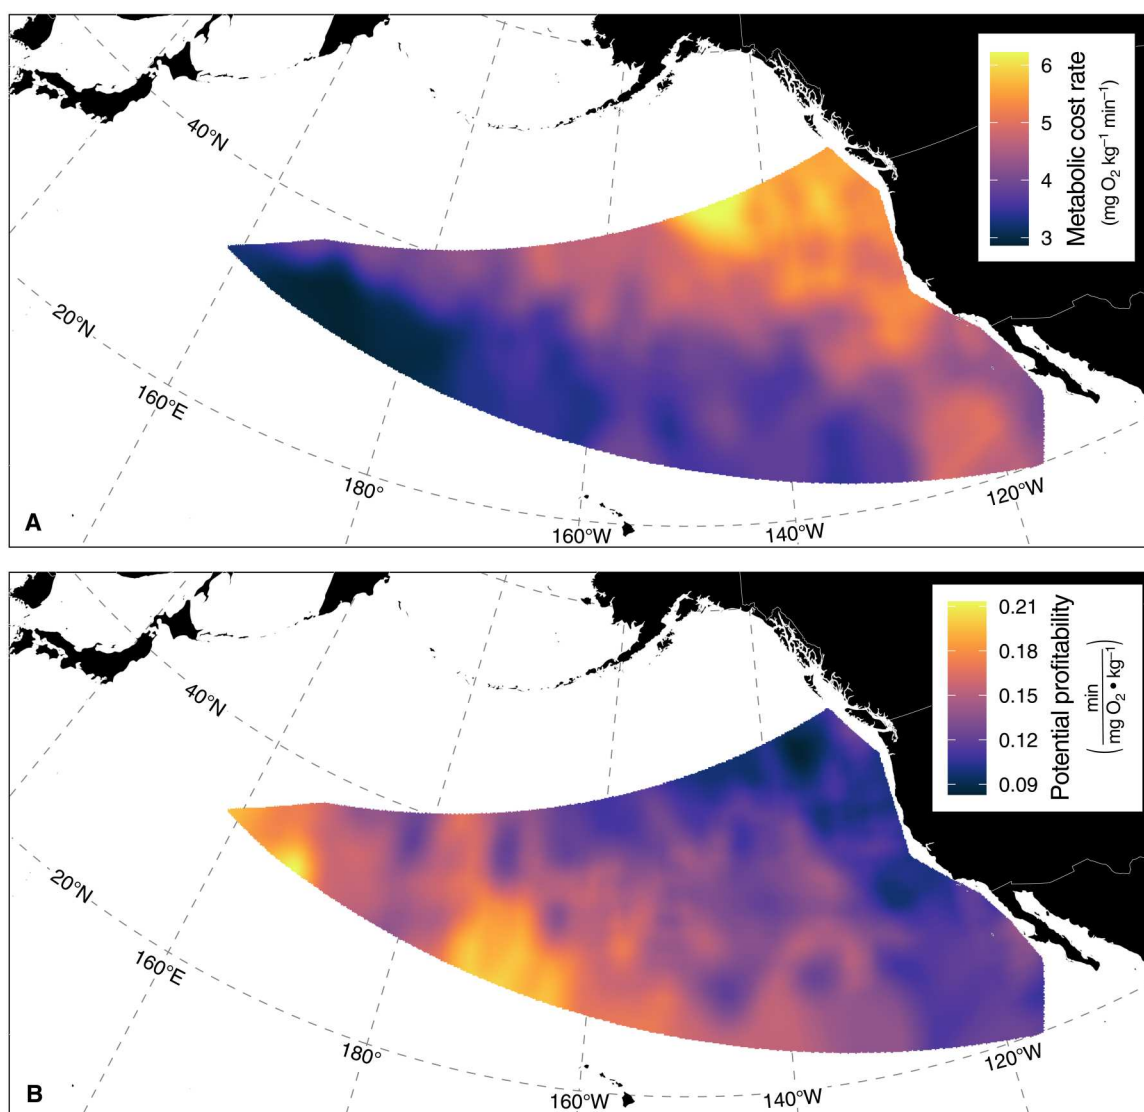 6
5
4
3
Metabolic cost rate
(mg O₂ kg⁻¹ min⁻¹)
40°N
20°N
160°E
180°
160°W
140°W
120°W
A
0.21
0.18
0.15
0.12
0.09
Potential profitability
(min / mg O₂ • kg⁻¹)
40°N
20°N
160°E
180°
160°W
140°W
120°W
B